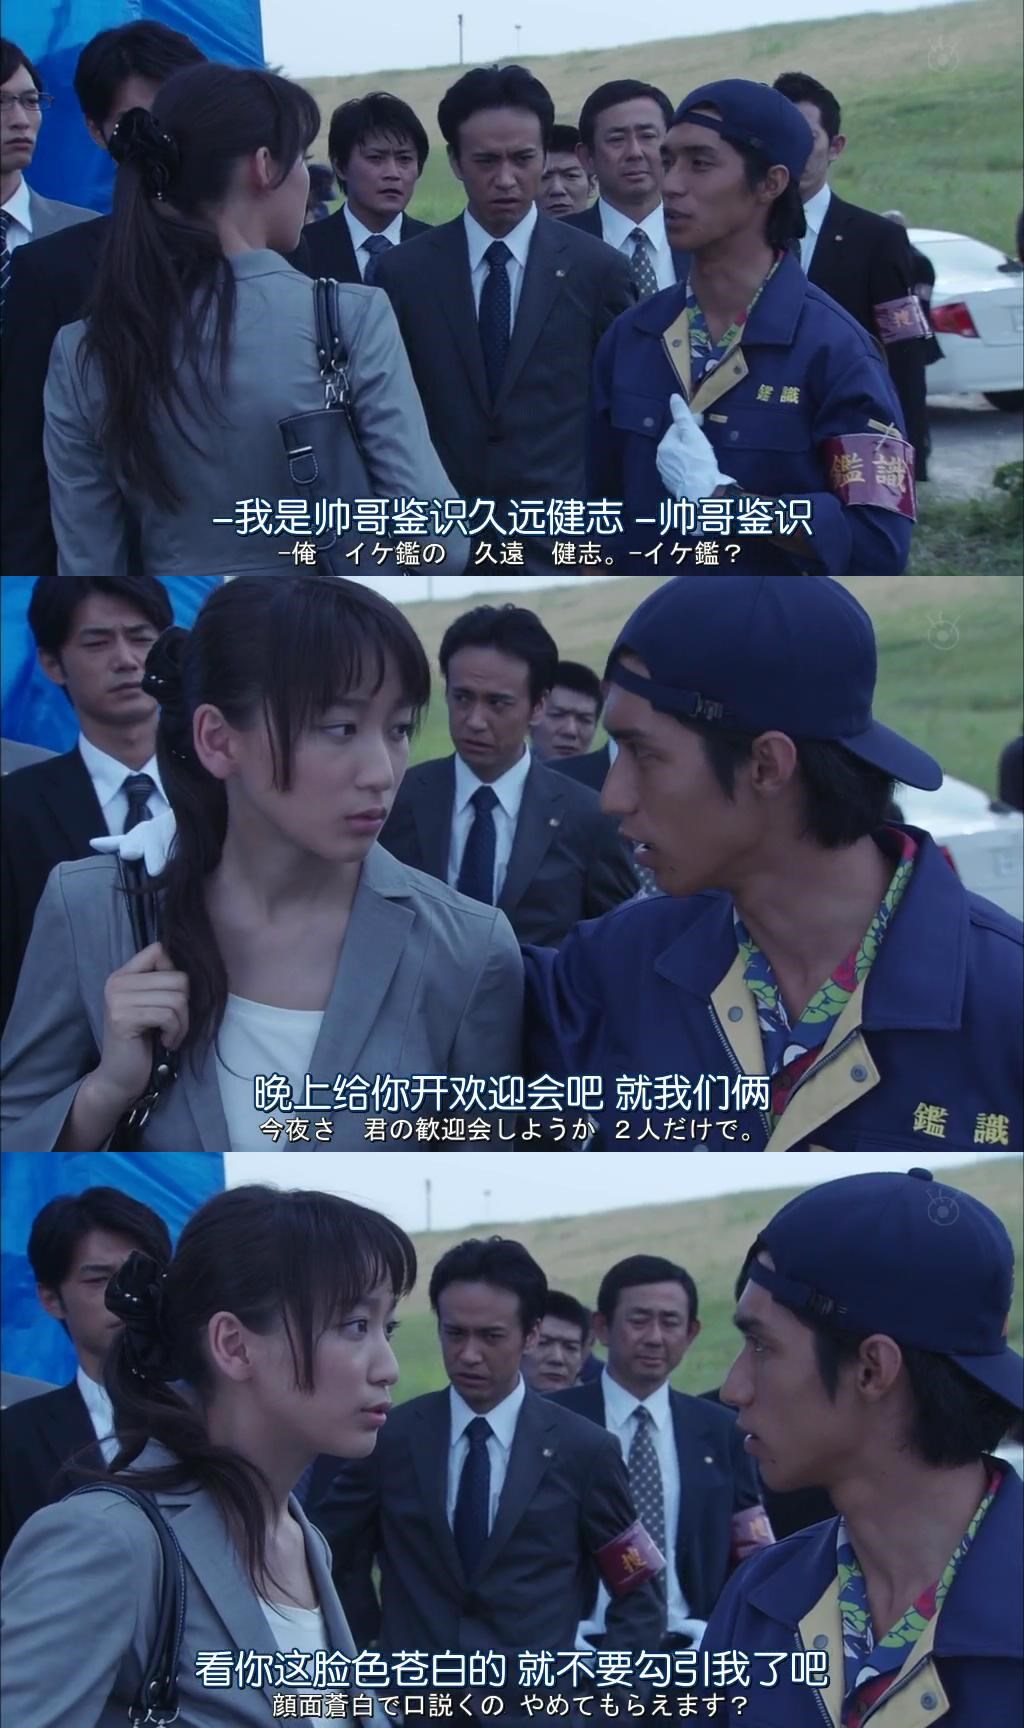 捜
鑑識
鑑識
-我是帅哥鉴识久远健志 -帅哥鉴识
-俺　イケ鑑の　久遠　健志。-イケ鑑？
鑑識
晚上给你开欢迎会吧 就我们俩
今夜さ　君の歓迎会しようか ２人だけで。
捜
看你这脸色苍白的 就不要勾引我了吧
顔面蒼白で口説くの やめてもらえます？